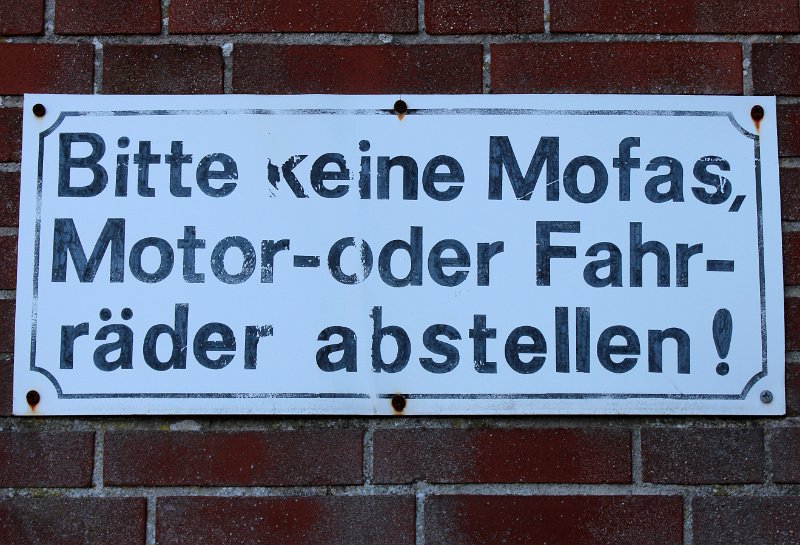 Bitte keine Mofas,
Motor-oder Fahr-
räder abstellen!